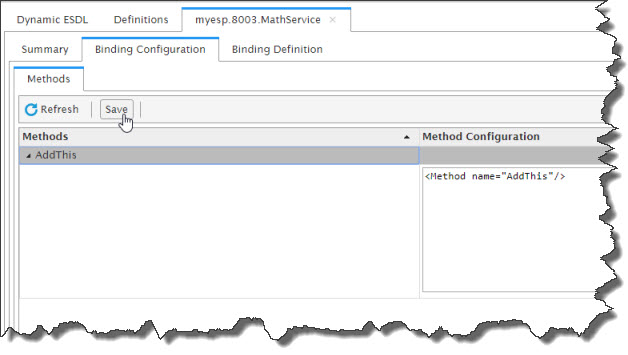 Dynamic ESDL Definitions myesp.8003.MathService ×
Summary Binding Configuration Binding Definition
Methods
Refresh Save
Methods Method Configuration
AddThis
<Method name="AddThis"/>